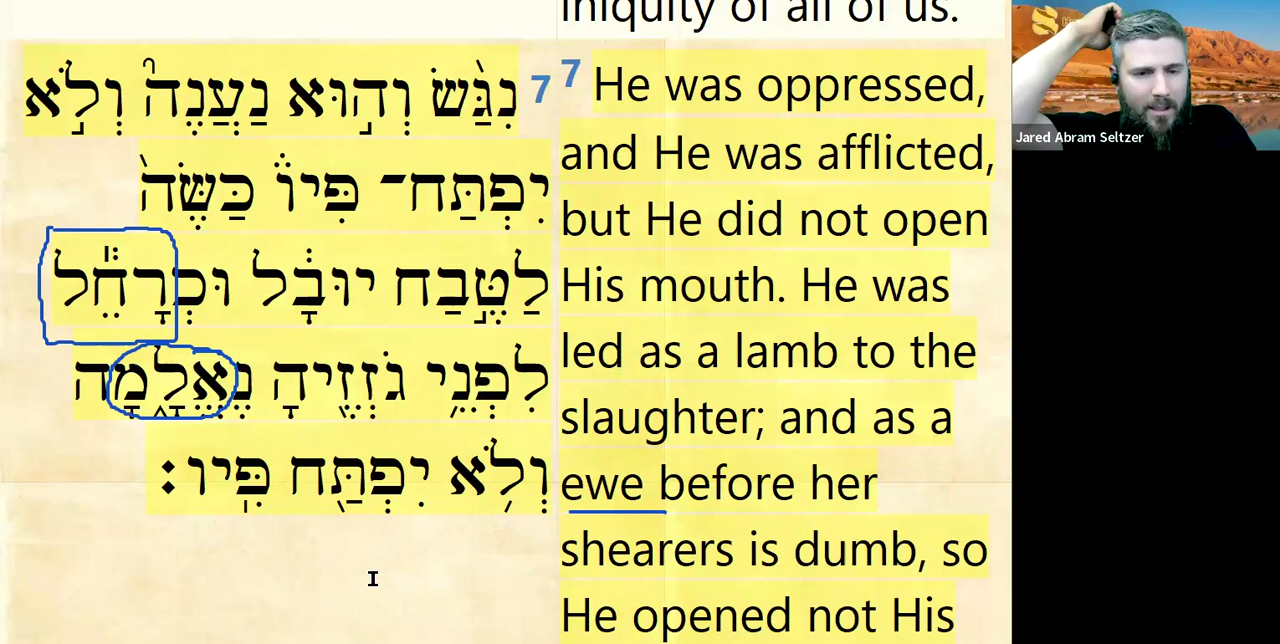 iniquity of all of us.
נִגַּ֨שׂ וְה֣וּא נַעֲנֶה֮ וְלֹ֣א 7
יִפְתַּח־ פִּיו֒ כַּשֶּׂה֙
לַטֶּ֣בַח יוּבָ֔ל וּכְרָחֵ֕ל
לִפְנֵ֥י גֹזְזֶ֖יהָ נֶאֱלָ֑מָה
וְלֹ֥א יִפְתַּ֖ח פִּֽיו׃
7 He was oppressed,
and He was afflicted,
but He did not open
His mouth. He was
led as a lamb to the
slaughter; and as a
ewe before her
shearers is dumb, so
He opened not His
Jared Abram Seltzer